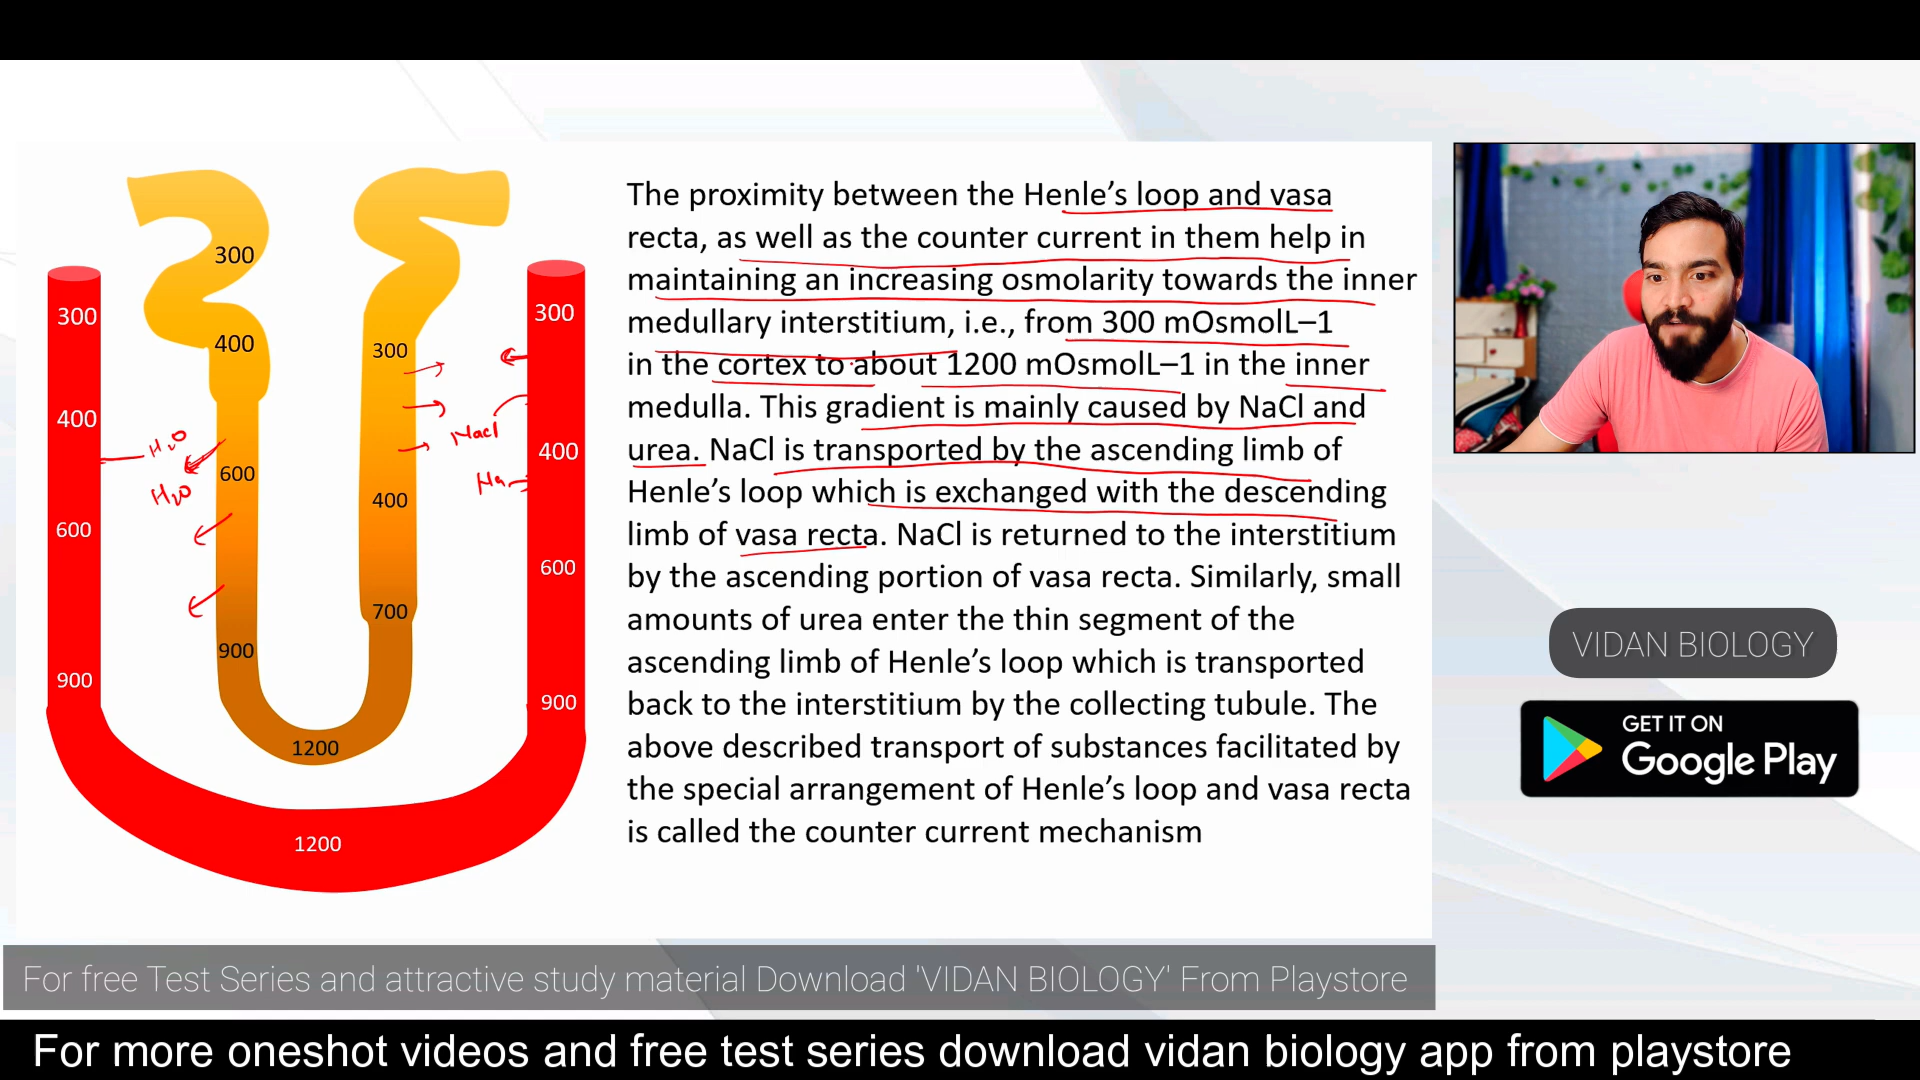 The proximity between the Henle's loop and vasa
recta, as well as the counter current in them help in
maintaining an increasing osmolarity towards the inner
medullary interstitium, i.e., from 300 mOsmolL–1
in the cortex to about 1200 mOsmolL–1 in the inner
medulla. This gradient is mainly caused by NaCl and
urea. NaCl is transported by the ascending limb of
Henle's loop which is exchanged with the descending
limb of vasa recta. NaCl is returned to the interstitium
by the ascending portion of vasa recta. Similarly, small
amounts of urea enter the thin segment of the
ascending limb of Henle's loop which is transported
back to the interstitium by the collecting tubule. The
above described transport of substances facilitated by
the special arrangement of Henle's loop and vasa recta
is called the counter current mechanism
300
400
600
900
1200
300
400
600
900
1200
700
400
300
900
600
400
300
H2O
H2O
Nacl
Na
VIDAN BIOLOGY
GET IT ON
Google Play
For free Test Series and attractive study material Download 'VIDAN BIOLOGY' From Playstore
For more oneshot videos and free test series download vidan biology app from playstore